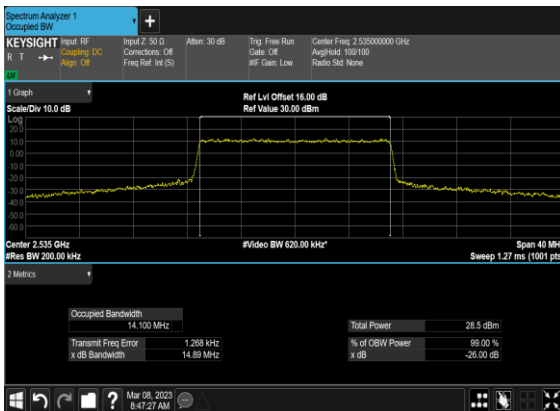 Spectrum Analyzer 1
Occupied BW
+
KEYSIGHT Input: RF Input Z: 50 Ω Atten: 30 dB Trig: Free Run Center Freq: 2.535000000 GHz
R T Coupling: DC Corrections: Off Gate: Off Avg|Hold: 100/100
Align: Off Freq Ref: Int (S) #IF Gain: Low Radio Std: None
LV
1 Graph
Ref Lvl Offset 16.00 dB
Scale/Div 10.0 dB Ref Value 30.00 dBm
Log
20.0
10.0
0.00
-10.0
-20.0
-30.0
-40.0
-50.0
-60.0
Center 2.535 GHz #Video BW 620.00 kHz* Span 40 MH
#Res BW 200.00 kHz Sweep 1.27 ms (1001 pts
2 Metrics
Occupied Bandwidth
14.100 MHz Total Power 28.5 dBm
Transmit Freq Error 1.268 kHz % of OBW Power 99.00 %
x dB Bandwidth 14.89 MHz x dB -26.00 dB
? Mar 08, 2023
8:47:27 AM